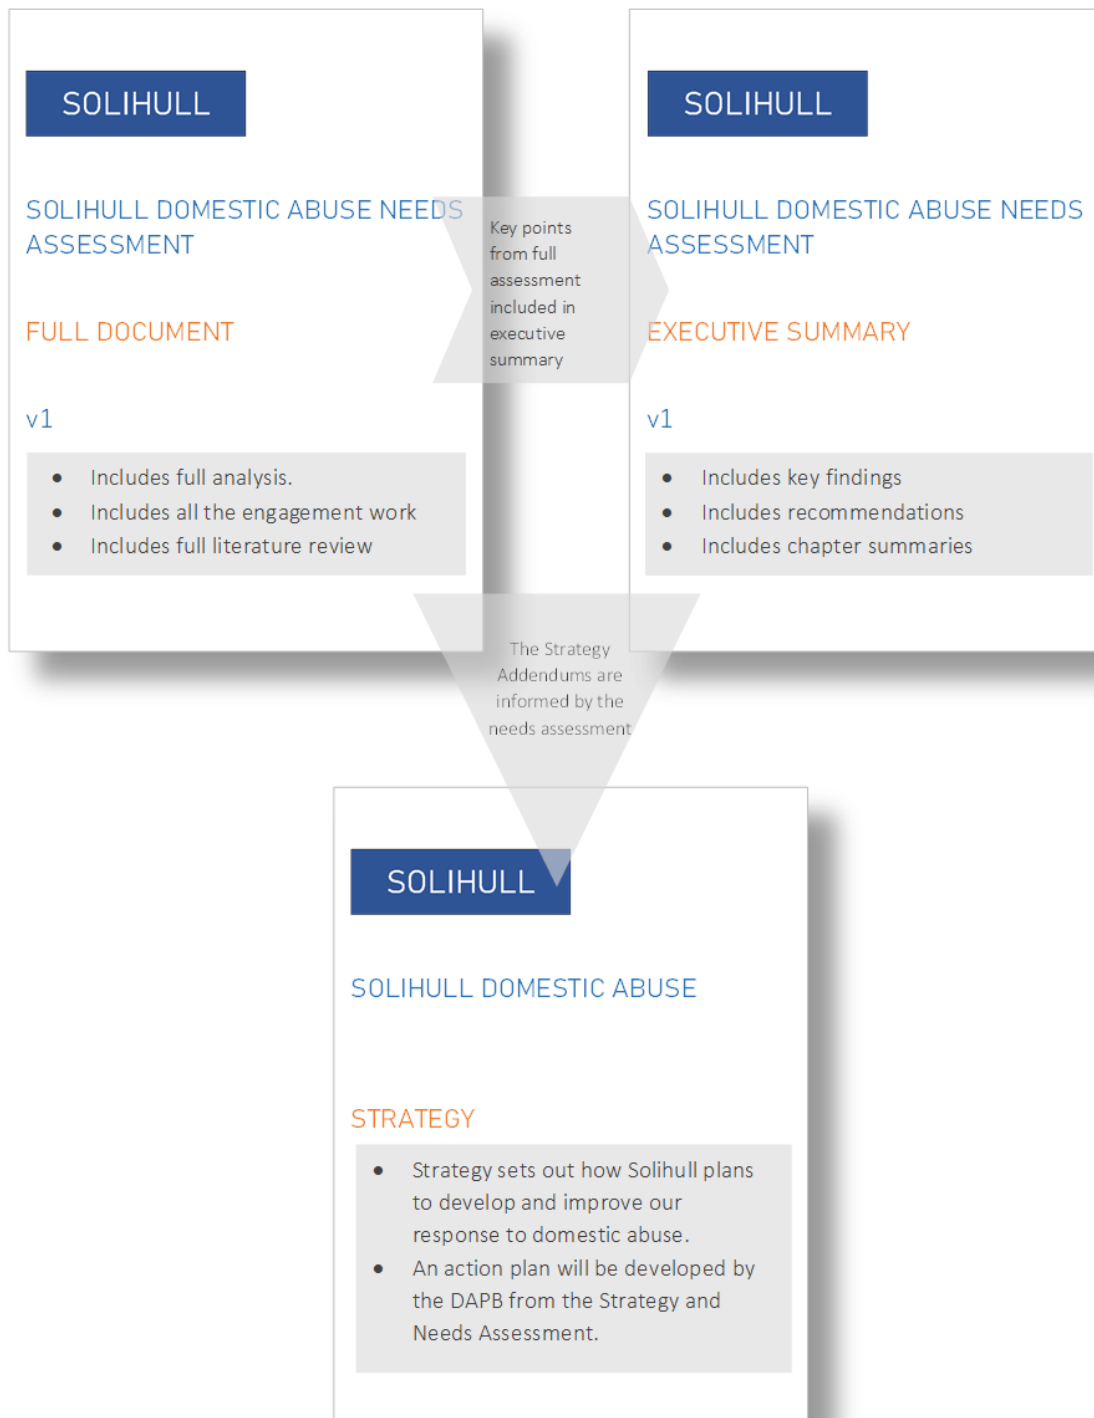 SOLIHULL
SOLIHULL DOMESTIC ABUSE NEEDS
ASSESSMENT
FULL DOCUMENT
v1
● Includes full analysis.
● Includes all the engagement work
● Includes full literature review
Key points
from full
assessment
included in
executive
summary
SOLIHULL
SOLIHULL DOMESTIC ABUSE NEEDS
ASSESSMENT
EXECUTIVE SUMMARY
v1
● Includes key findings
● Includes recommendations
● Includes chapter summaries
The Strategy
Addendums are
informed by the
needs assessment
SOLIHULL
SOLIHULL DOMESTIC ABUSE
STRATEGY
● Strategy sets out how Solihull plans
to develop and improve our
response to domestic abuse.
● An action plan will be developed by
the DAPB from the Strategy and
Needs Assessment.